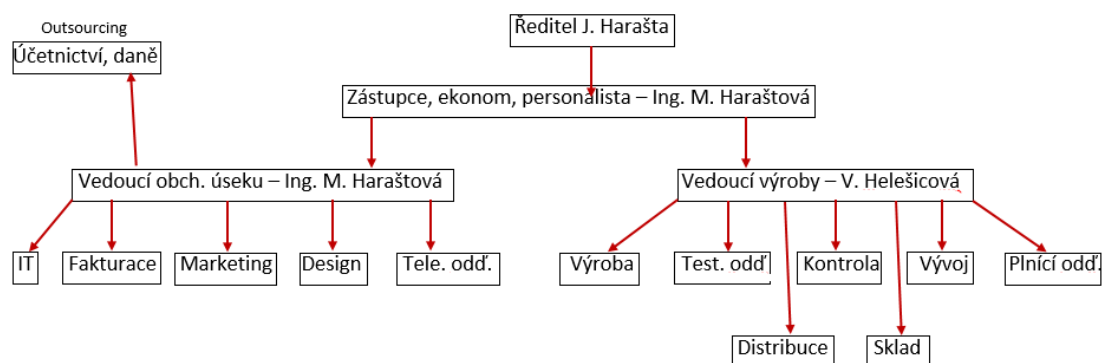 Outsourcing
Účetnictví, daně
Ředitel J. Harašta
Zástupce, ekonom, personalista – Ing. M. Haraštová
Vedoucí obch. úseku – Ing. M. Haraštová
Vedoucí výroby – V. Helešicová
IT
Fakturace
Marketing
Design
Tele. odď.
Výroba
Test. odď
Kontrola
Vývoj
Plnící odď.
Distribuce
Sklad